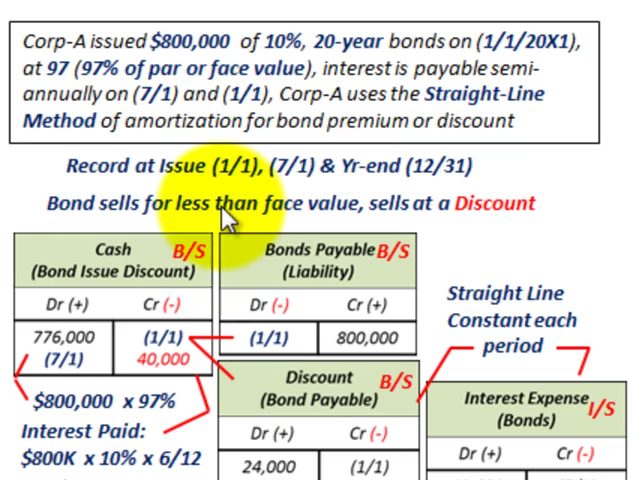 Corp-A issued $800,000 of 10%, 20-year bonds on (1/1/20X1),
at 97 (97% of par or face value), interest is payable semi-
annually on (7/1) and (1/1), Corp-A uses the Straight-Line
Method of amortization for bond premium or discount
Record at Issue (1/1), (7/1) & Yr-end (12/31)
Bond sells for less than face value, sells at a Discount
Cash B/S
(Bond Issue Discount)
Dr (+) Cr (-)
776,000 (1/1)
(7/1) 40,000
Bonds Payable B/S
(Liability)
Dr (-) Cr (+)
(1/1) 800,000
Straight Line
Constant each
period
$800,000 x 97%
Interest Paid:
$800K x 10% x 6/12
Discount B/S
(Bond Payable)
Dr (+) Cr (-)
24,000 (1/1)
Interest Expense I/S
(Bonds)
Dr (+) Cr (-)